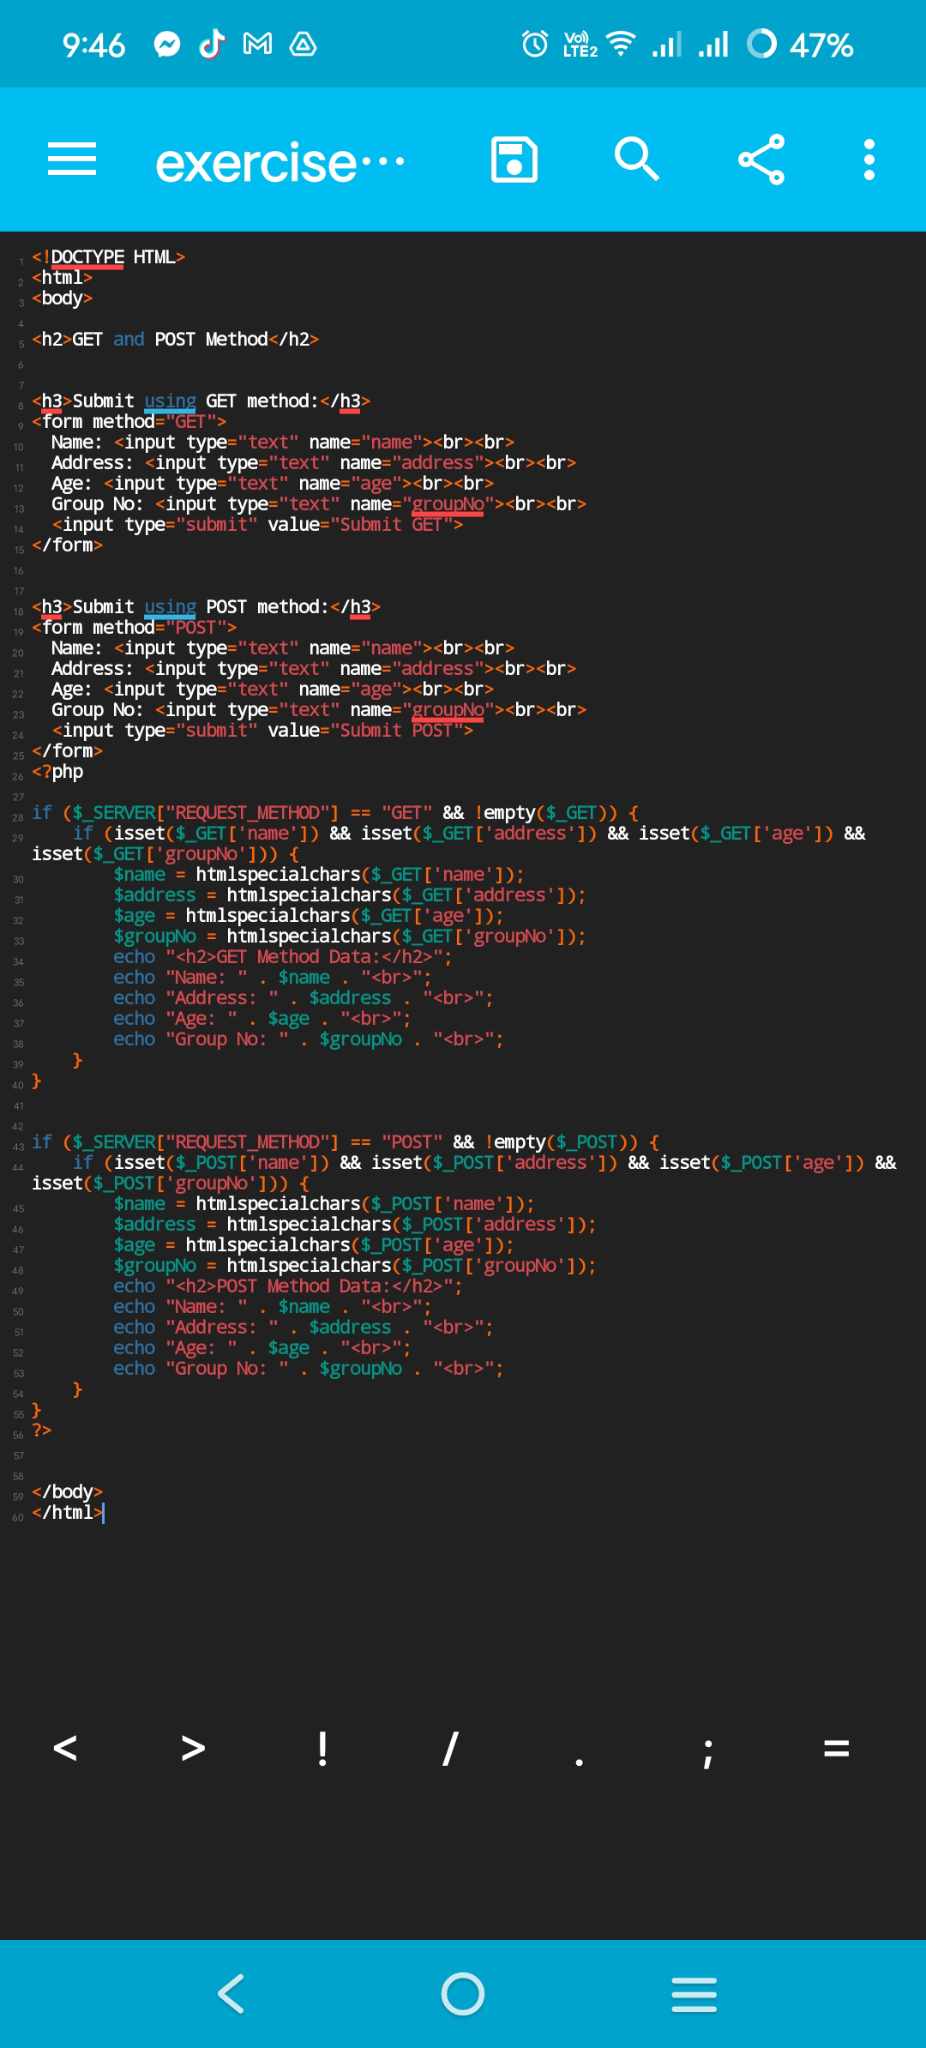 9:46 Vo)) LTE2 47%
exercise···
1 <!DOCTYPE HTML>
2 <html>
3 <body>
4
5 <h2>GET and POST Method</h2>
6
7
8 <h3>Submit using GET method:</h3>
9 <form method="GET">
10   Name: <input type="text" name="name"><br><br>
11   Address: <input type="text" name="address"><br><br>
12   Age: <input type="text" name="age"><br><br>
13   Group No: <input type="text" name="groupNo"><br><br>
14   <input type="submit" value="Submit GET">
15 </form>
16
17
18 <h3>Submit using POST method:</h3>
19 <form method="POST">
20   Name: <input type="text" name="name"><br><br>
21   Address: <input type="text" name="address"><br><br>
22   Age: <input type="text" name="age"><br><br>
23   Group No: <input type="text" name="groupNo"><br><br>
24   <input type="submit" value="Submit POST">
25 </form>
26 <?php
27
28 if ($_SERVER["REQUEST_METHOD"] == "GET" && !empty($_GET)) {
29     if (isset($_GET['name']) && isset($_GET['address']) && isset($_GET['age']) &&
isset($_GET['groupNo'])) {
30         $name = htmlspecialchars($_GET['name']);
31         $address = htmlspecialchars($_GET['address']);
32         $age = htmlspecialchars($_GET['age']);
33         $groupNo = htmlspecialchars($_GET['groupNo']);
34         echo "<h2>GET Method Data:</h2>";
35         echo "Name: " . $name . "<br>";
36         echo "Address: " . $address . "<br>";
37         echo "Age: " . $age . "<br>";
38         echo "Group No: " . $groupNo . "<br>";
39     }
40 }
41
42
43 if ($_SERVER["REQUEST_METHOD"] == "POST" && !empty($_POST)) {
44     if (isset($_POST['name']) && isset($_POST['address']) && isset($_POST['age']) &&
isset($_POST['groupNo'])) {
45         $name = htmlspecialchars($_POST['name']);
46         $address = htmlspecialchars($_POST['address']);
47         $age = htmlspecialchars($_POST['age']);
48         $groupNo = htmlspecialchars($_POST['groupNo']);
49         echo "<h2>POST Method Data:</h2>";
50         echo "Name: " . $name . "<br>";
51         echo "Address: " . $address . "<br>";
52         echo "Age: " . $age . "<br>";
53         echo "Group No: " . $groupNo . "<br>";
54     }
55 }
56 ?>
57
58
59 </body>
60 </html>
< > ! / . ; =